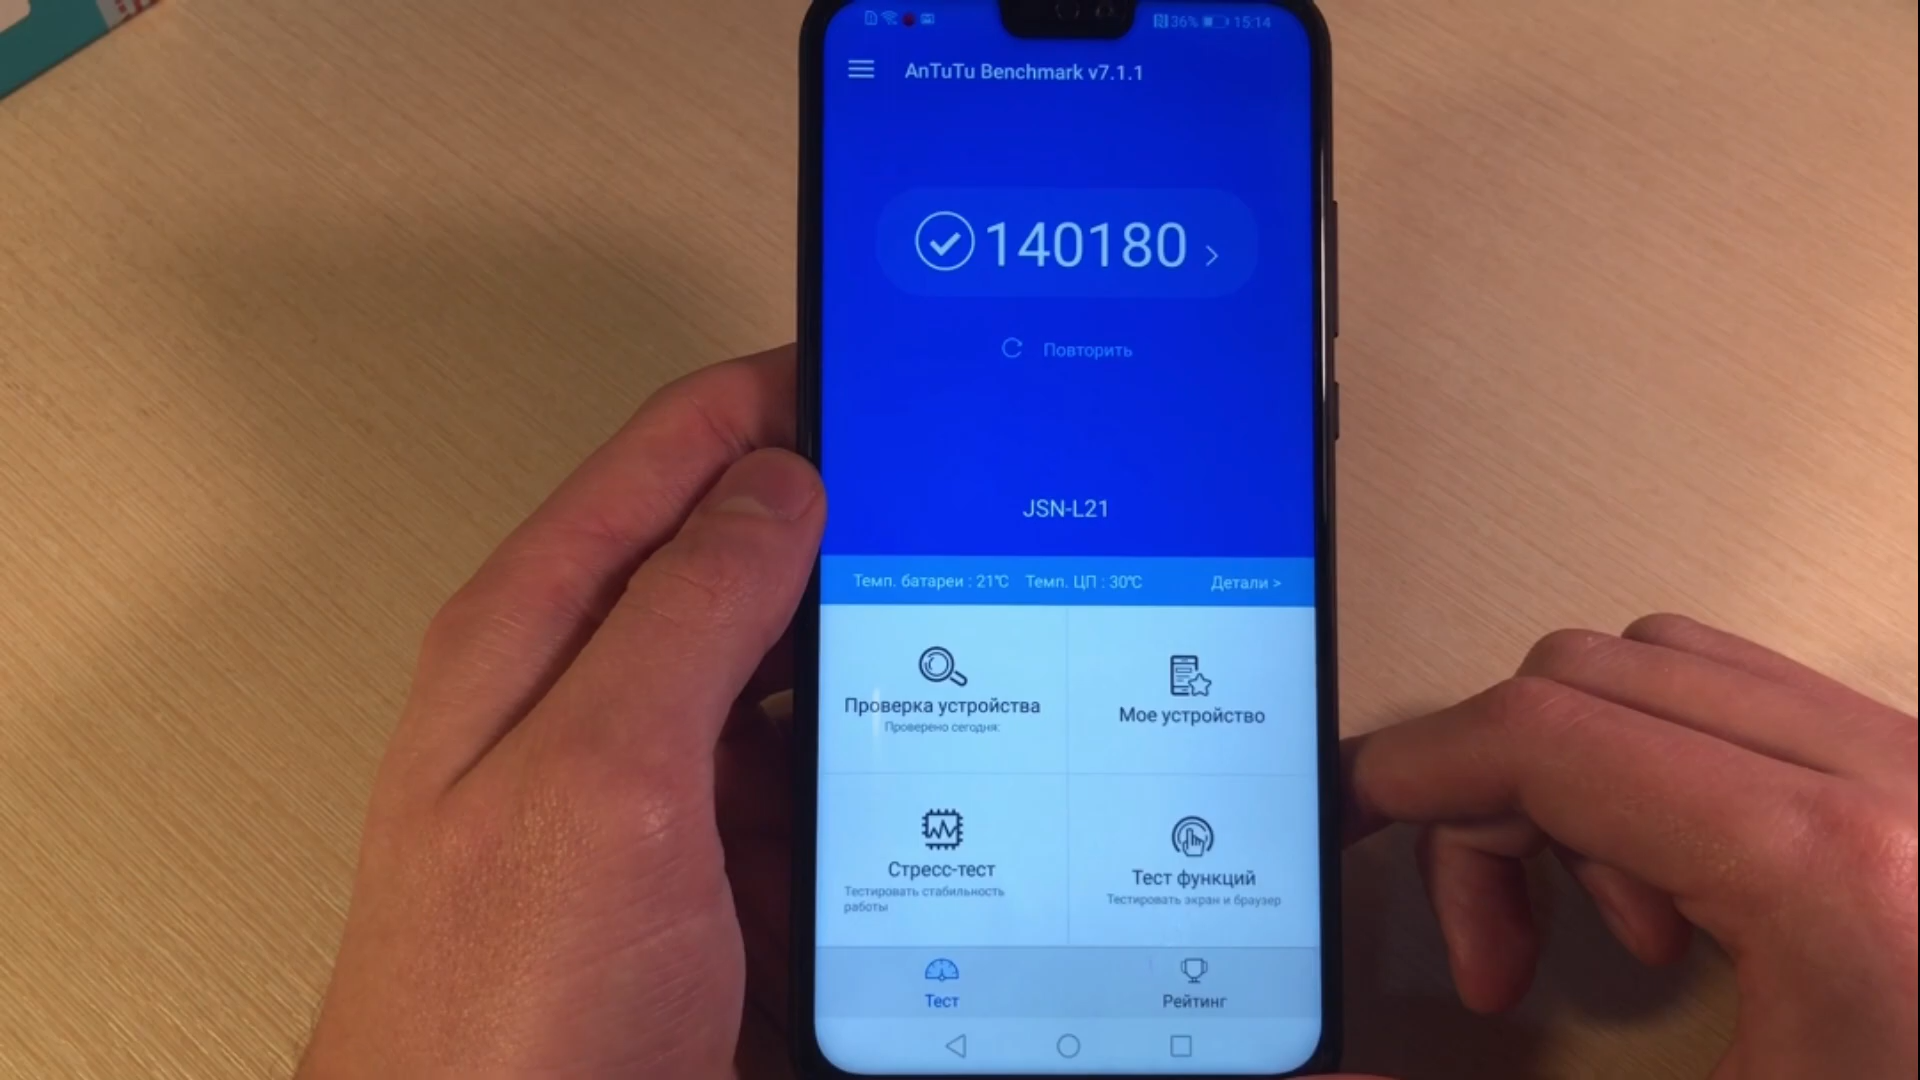 36% 15:14
AnTuTu Benchmark v7.1.1
140180 >
Повторить
JSN-L21
Темп. батареи : 21℃ Темп. ЦП : 30℃ Детали >
Проверка устройства
Проверено сегодня:
Мое устройство
Стресс-тест
Тестировать стабильность
работы
Тест функций
Тестировать экран и браузер
Тест
Рейтинг